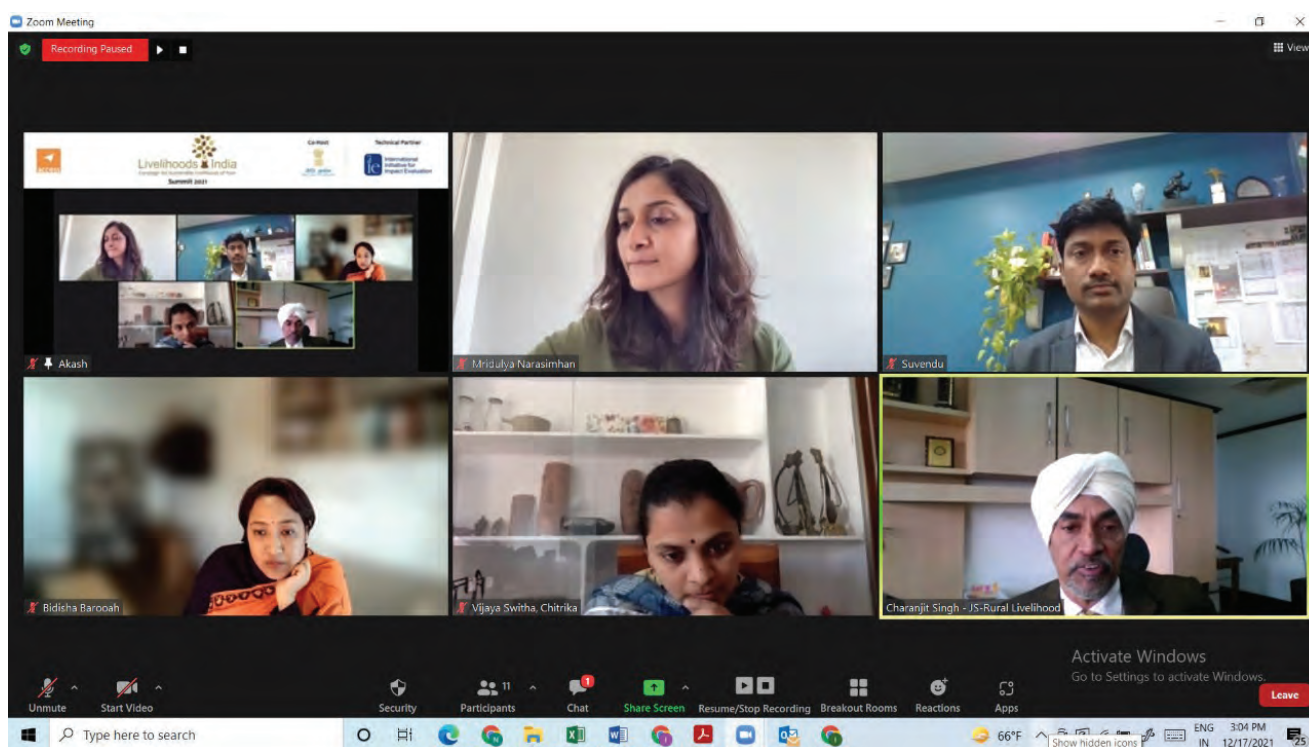 Zoom Meeting
Recording Paused
View
access
Livelihoods India
Summit 2021
Co-Host
Technical Partner
International
Initiative for
Impact Evaluation
Akash
Mridulya Narasimhan
Suvendu
Bidisha Barooah
Vijaya Switha, Chitrika
Charanjit Singh - JS-Rural Livelihood
Activate Windows
Go to Settings to activate Windows.
Unmute
Start Video
Security
11
Participants
1
Chat
Share Screen
Resume/Stop Recording
Breakout Rooms
Reactions
Apps
Leave
Type here to search
66°F
Show hidden icons
ENG
IN
3:04 PM
12/17/2021
25